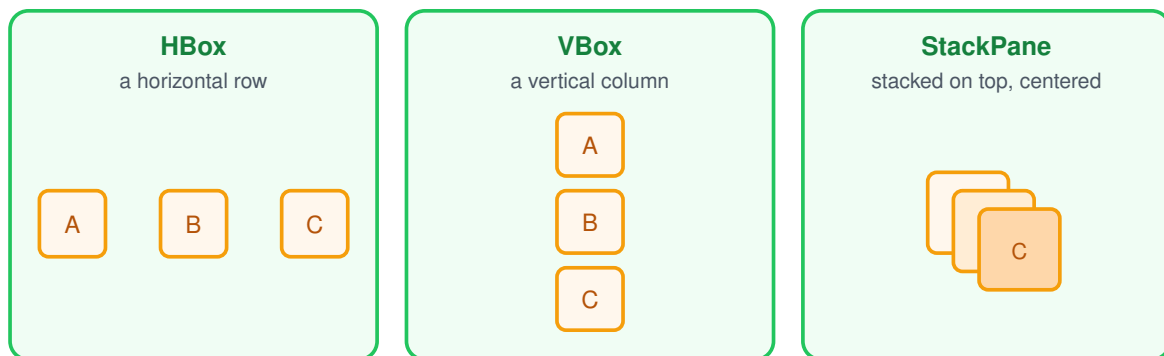 HBox
a horizontal row
A B C
VBox
a vertical column
A
B
C
StackPane
stacked on top, centered
C